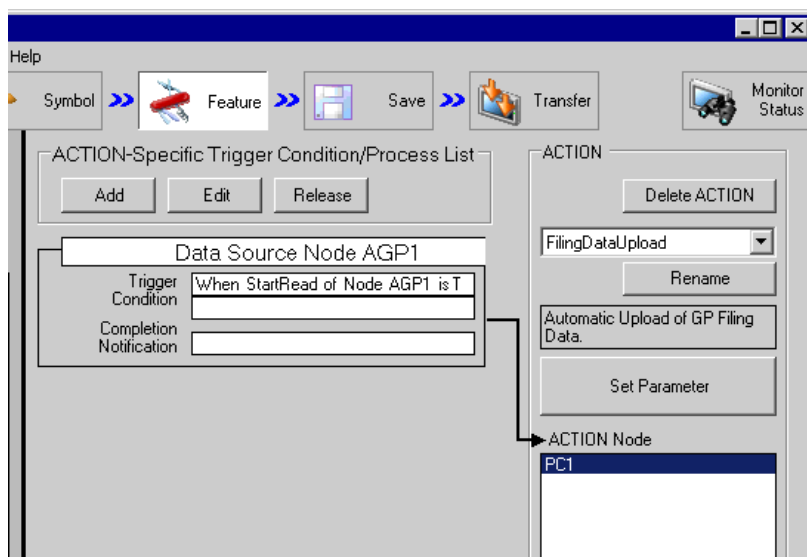 Help
Symbol
Feature
Save
Transfer
Monitor
Status
ACTION-Specific Trigger Condition/Process List
Add
Edit
Release
Data Source Node AGP1
Trigger
Condition
When StartRead of Node AGP1 is T
Completion
Notification
ACTION
Delete ACTION
FilingDataUpload
Rename
Automatic Upload of GP Filing
Data.
Set Parameter
ACTION Node
PC1